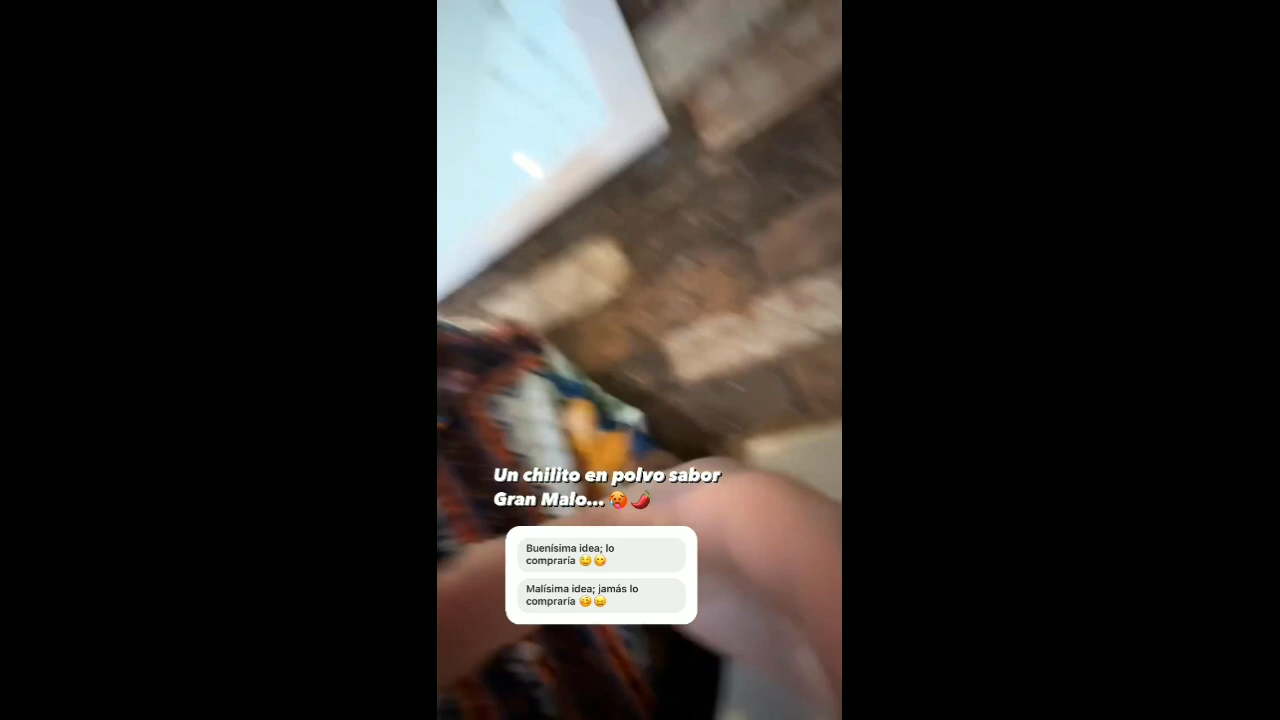 Un chilito en polvo sabor
Gran Malo... 🥵🌶️
Buenísima idea; lo
compraría 🤤😋
Malísima idea; jamás lo
compraría 🤕😖